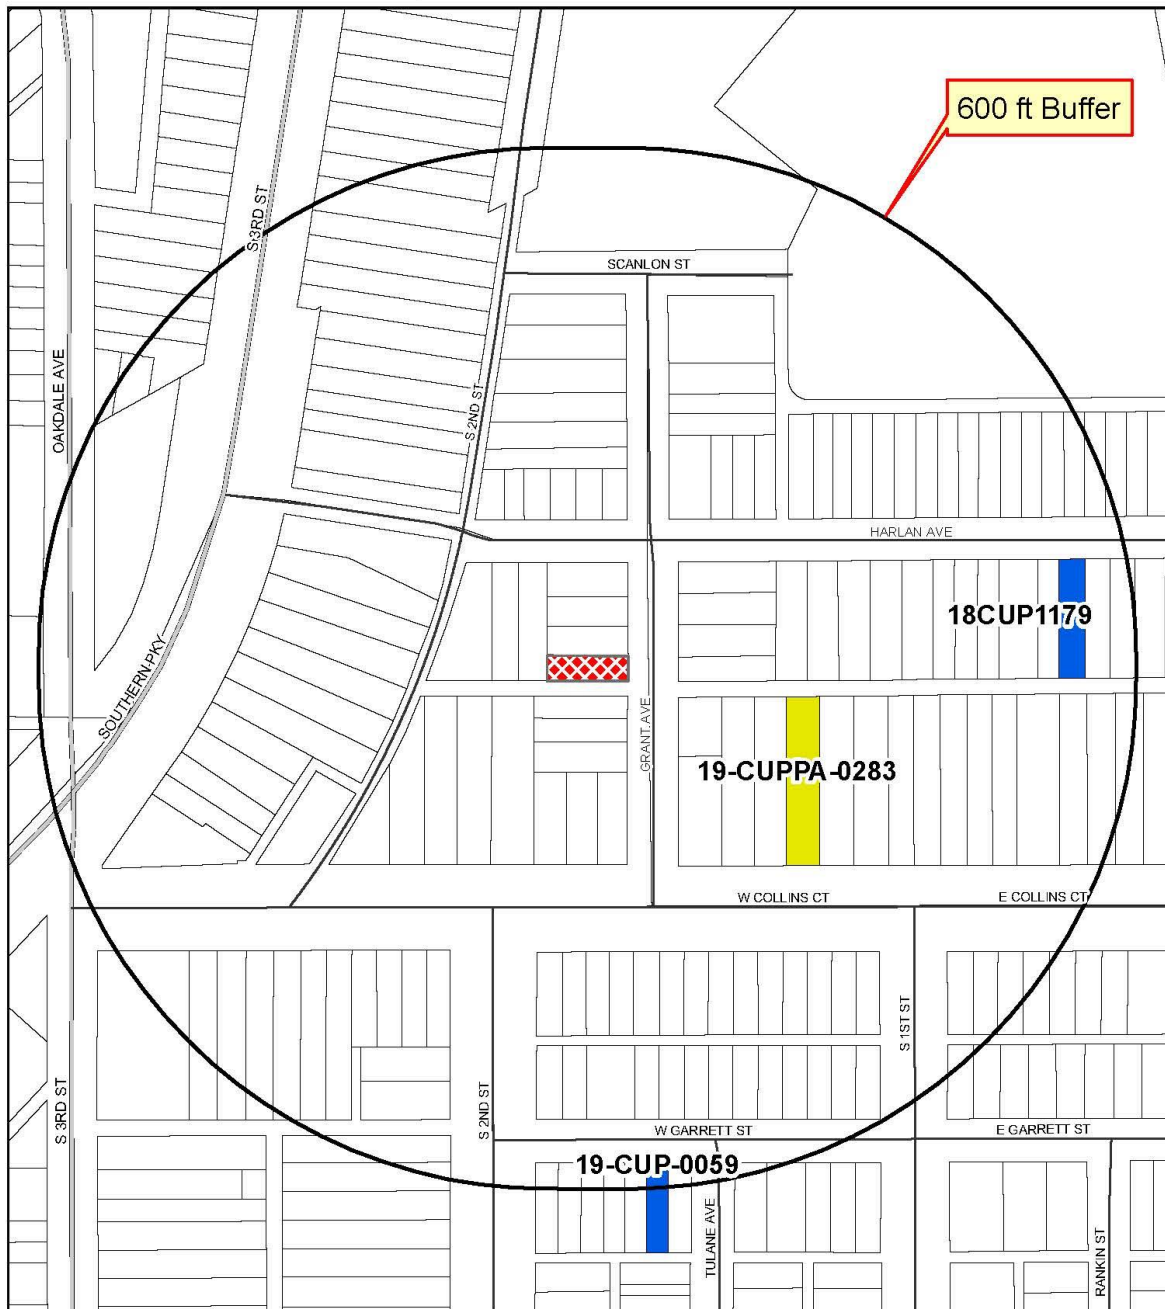 600 ft Buffer
S 3RD ST
SCANLON ST
OAKDALE AVE
S 2ND ST
HARLAN AVE
18CUP1179
SOUTHERN PKY
GRANT AVE
19-CUPPA-0283
W COLLINS CT
E COLLINS CT
S 1ST ST
S 3RD ST
S 2ND ST
W GARRETT ST
E GARRETT ST
19-CUP-0059
TULANE AVE
RANKIN ST